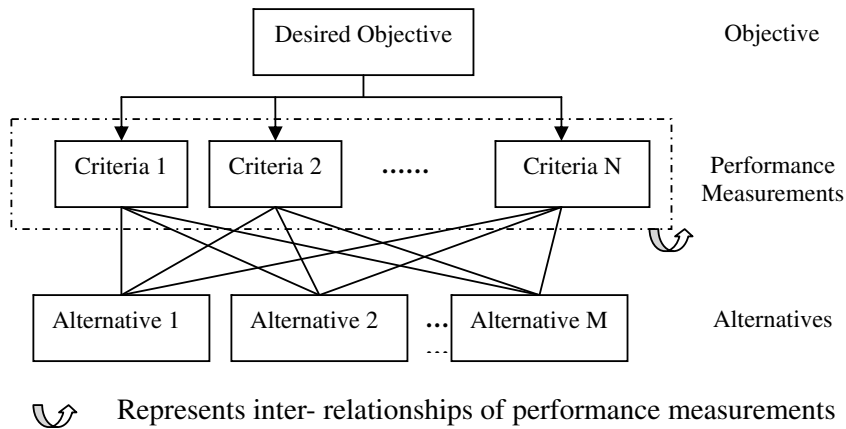 Desired Objective
Objective
Criteria 1
Criteria 2
......
Criteria N
Performance
Measurements
Alternative 1
Alternative 2
...
...
Alternative M
Alternatives
Represents inter- relationships of performance measurements